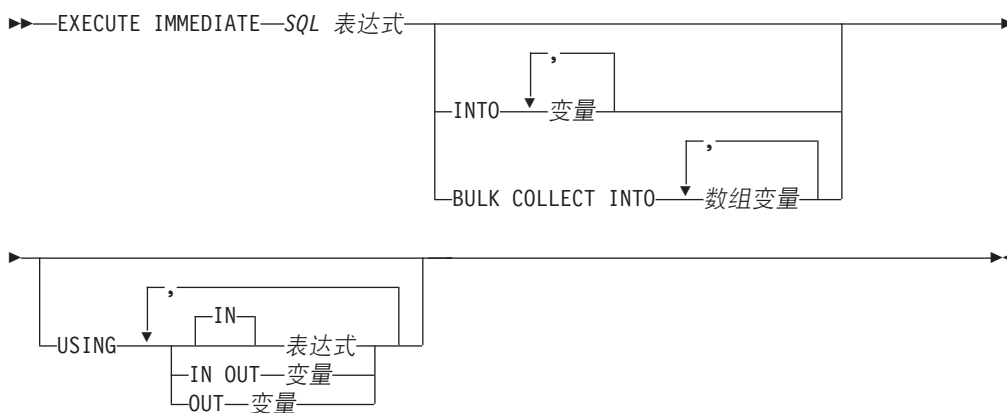 EXECUTE IMMEDIATE SQL 表达式
,
INTO 变量
,
BULK COLLECT INTO 数组变量
,
IN
USING 表达式
IN OUT 变量
OUT 变量